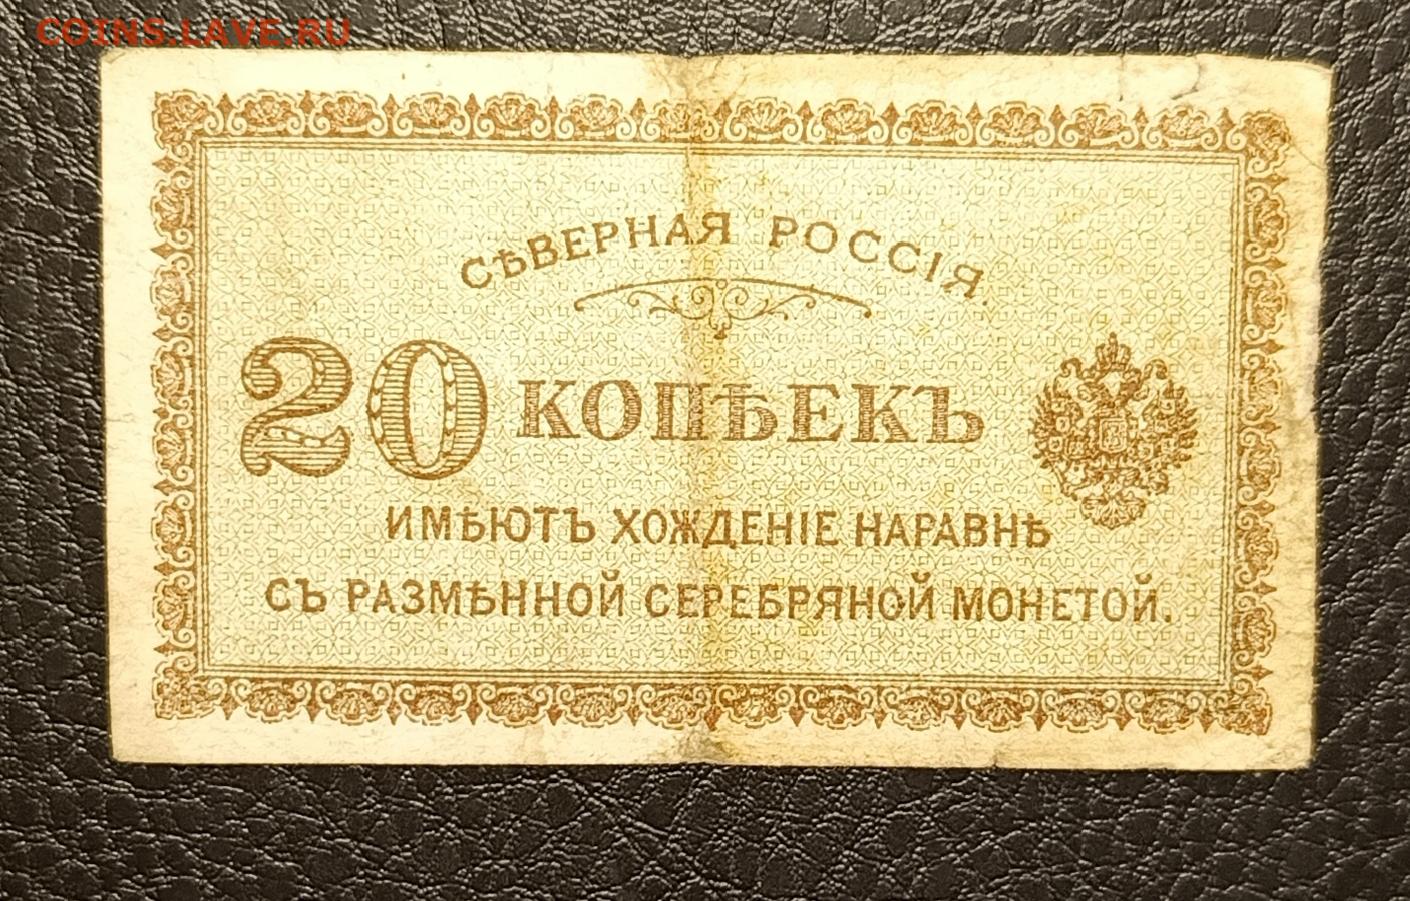 COINS.LAVE.RU
СѢВЕРНАЯ РОССІЯ.
20 КОПѢЕКЪ
ИМѢЮТЪ ХОЖДЕНІЕ НАРАВНѢ
СЪ РАЗМѢННОЙ СЕРЕБРЯНОЙ МОНЕТОЙ.